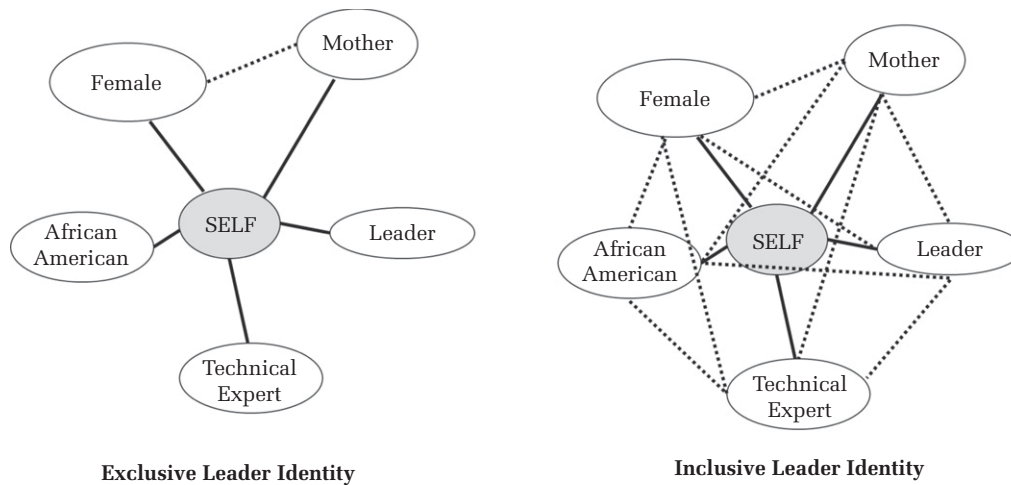 Mother
Female
SELF
African
American
Leader
Technical
Expert
Exclusive Leader Identity
Mother
Female
SELF
African
American
Leader
Technical
Expert
Inclusive Leader Identity